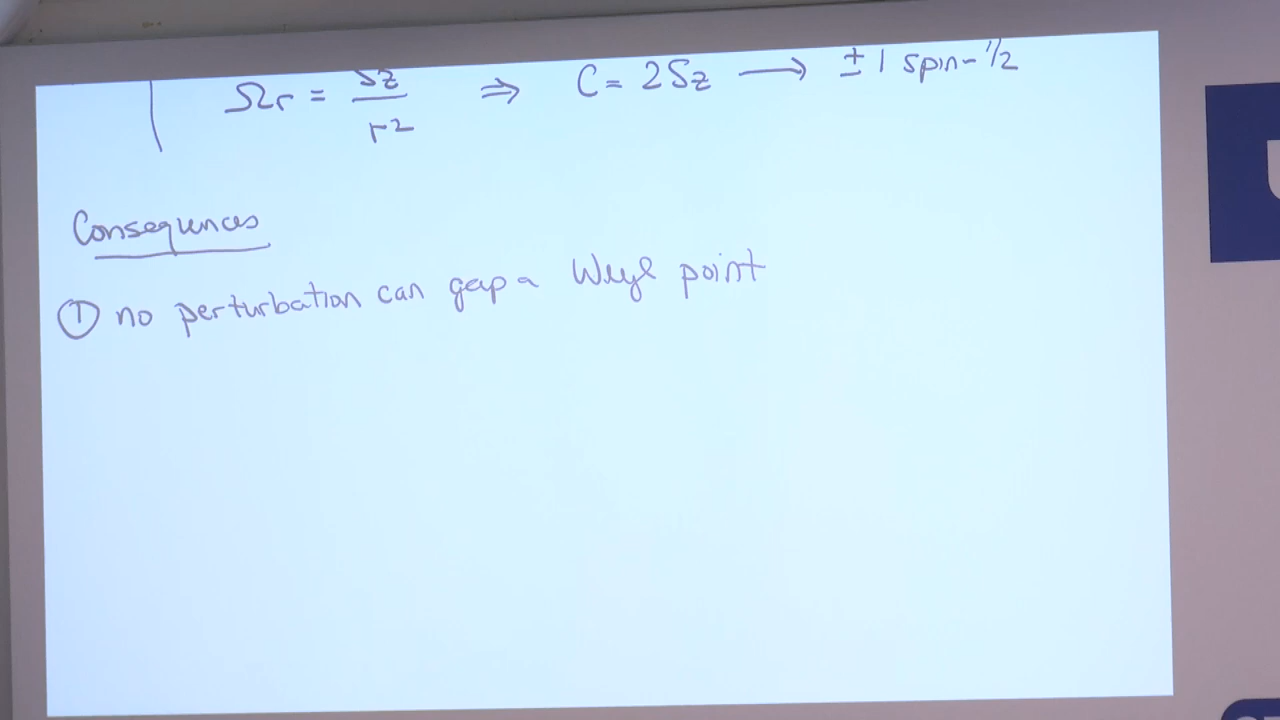 Ωr = Sz/r² ⇒ C = 2Sz → ±1 spin-1/2
Consequences
① no perturbation can gap a Weyl point